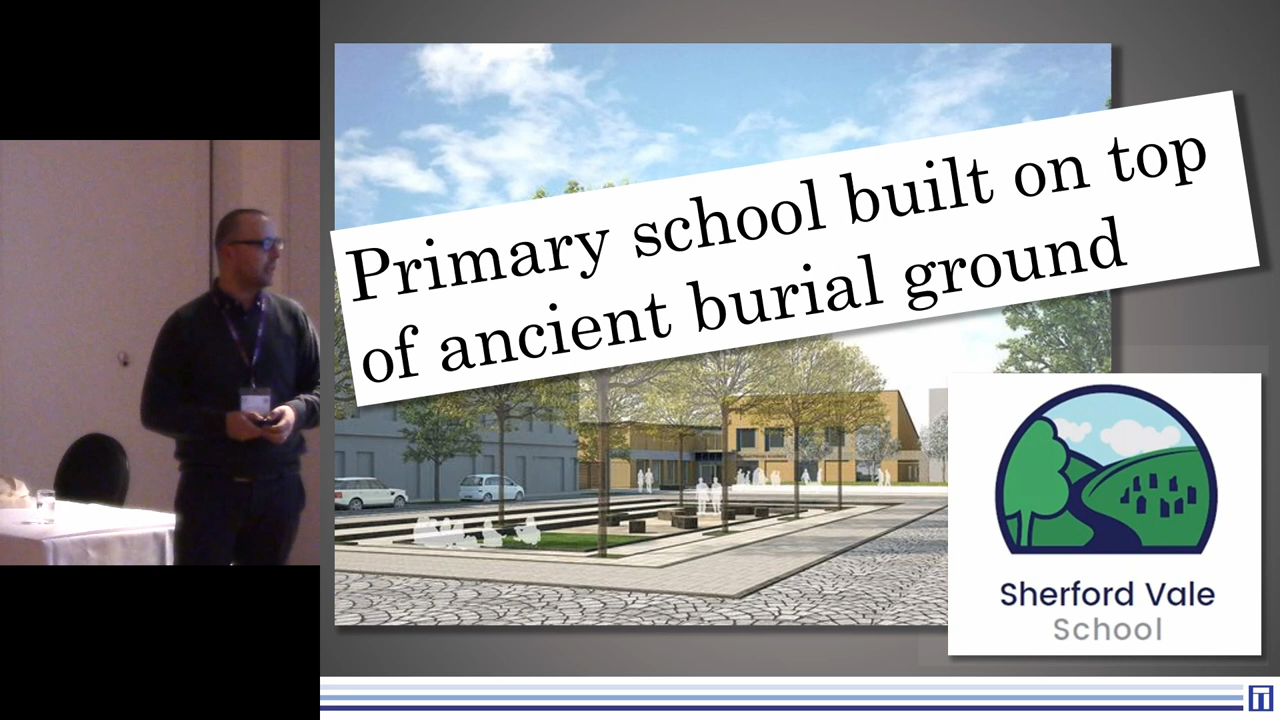 Primary school built on top
of ancient burial ground
Sherford Vale
School